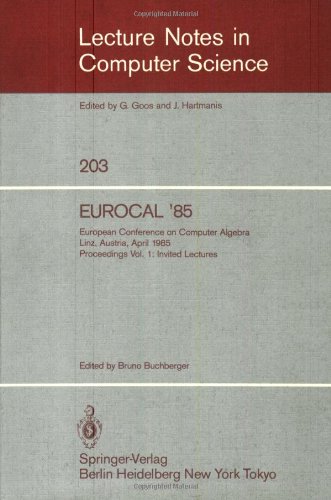 Lecture Notes in
Computer Science
Edited by G. Goos and J. Hartmanis
203
EUROCAL '85
European Conference on Computer Algebra
Linz, Austria, April 1985
Proceedings Vol. 1: Invited Lectures
Edited by Bruno Buchberger
Springer-Verlag
Berlin Heidelberg New York Tokyo